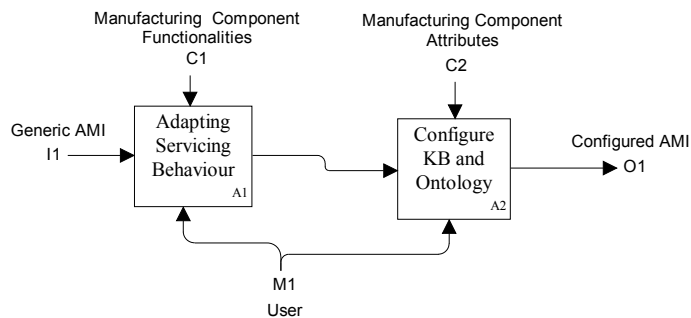 Manufacturing Component
Functionalities
C1
Manufacturing Component
Attributes
C2
Generic AMI
I1
Adapting
Servicing
Behaviour
A1
Configure
KB and
Ontology
A2
Configured AMI
O1
M1
User